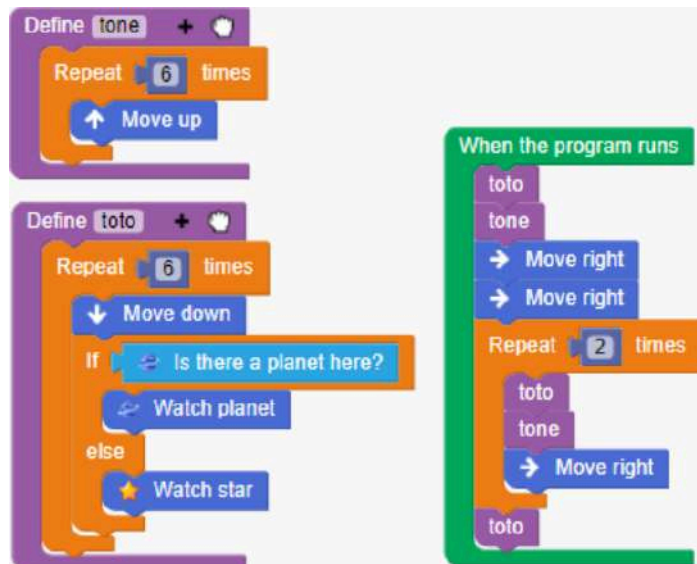 Define tone +
Repeat 6 times
Move up
Define toto +
Repeat 6 times
Move down
If Is there a planet here?
Watch planet
else
Watch star
When the program runs
toto
tone
Move right
Move right
Repeat 2 times
toto
tone
Move right
toto